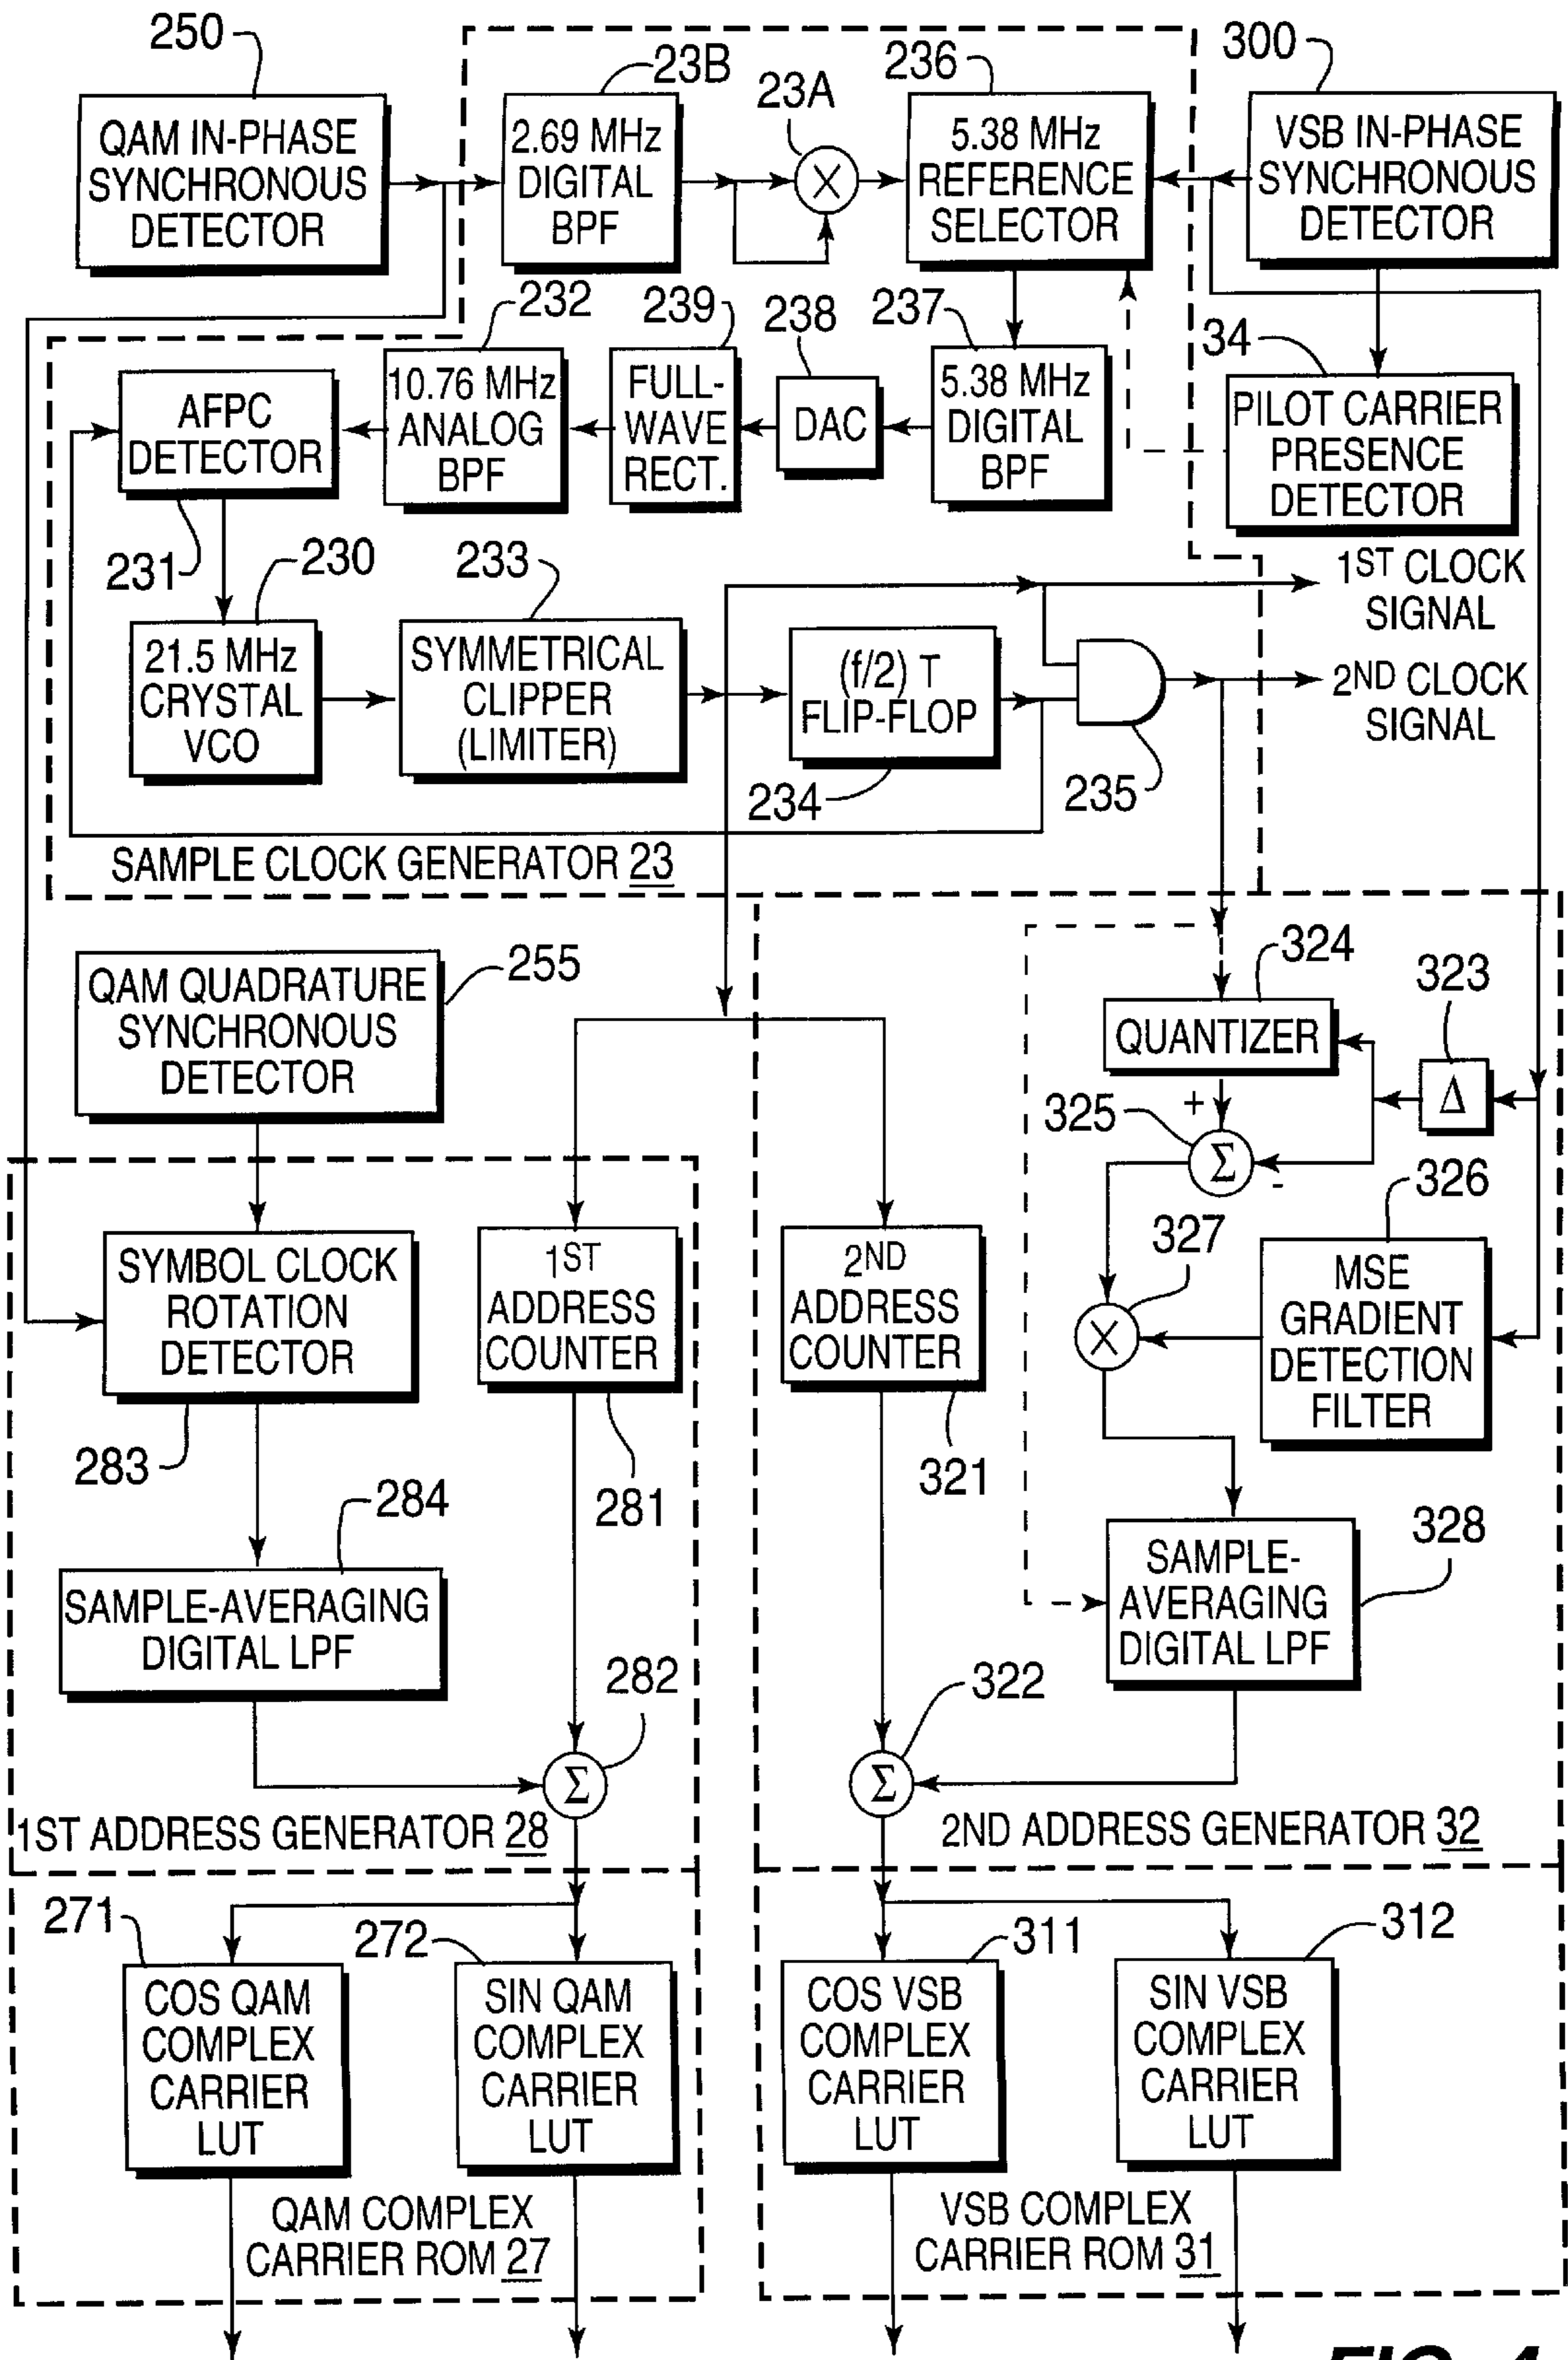 250
23B
23A
236
300
QAM IN-PHASE
SYNCHRONOUS
DETECTOR
2.69 MHz
DIGITAL
BPF
X
5.38 MHz
REFERENCE
SELECTOR
VSB IN-PHASE
SYNCHRONOUS
DETECTOR
232
239
238
237
34
AFPC
DETECTOR
10.76 MHz
ANALOG
BPF
FULL-
WAVE
RECT.
DAC
5.38 MHz
DIGITAL
BPF
PILOT CARRIER
PRESENCE
DETECTOR
231
230
233
1ST CLOCK
SIGNAL
21.5 MHz
CRYSTAL
VCO
SYMMETRICAL
CLIPPER
(LIMITER)
(f/2) T
FLIP-FLOP
2ND CLOCK
SIGNAL
234
235
SAMPLE CLOCK GENERATOR 23
QAM QUADRATURE
SYNCHRONOUS
DETECTOR
255
324
323
QUANTIZER
Δ
325
+
Σ
-
326
327
SYMBOL CLOCK
ROTATION
DETECTOR
1ST
ADDRESS
COUNTER
2ND
ADDRESS
COUNTER
X
MSE
GRADIENT
DETECTION
FILTER
283
281
321
284
328
SAMPLE-AVERAGING
DIGITAL LPF
SAMPLE-
AVERAGING
DIGITAL LPF
282
322
Σ
Σ
1ST ADDRESS GENERATOR 28
2ND ADDRESS GENERATOR 32
271
272
311
312
COS QAM
COMPLEX
CARRIER
LUT
SIN QAM
COMPLEX
CARRIER
LUT
COS VSB
COMPLEX
CARRIER
LUT
SIN VSB
COMPLEX
CARRIER
LUT
QAM COMPLEX
CARRIER ROM 27
VSB COMPLEX
CARRIER ROM 31